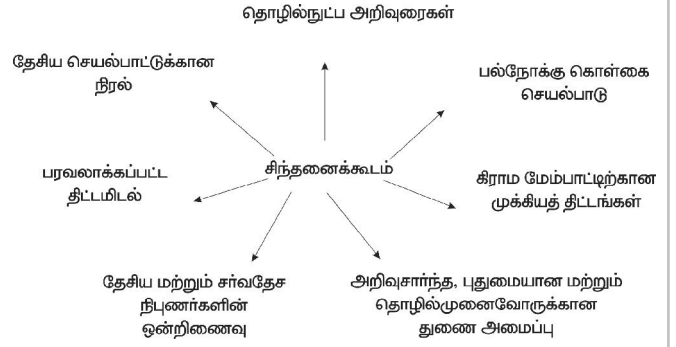 தொழில்நுட்ப அறிவுரைகள்
தேசிய செயல்பாட்டுக்கான
நிரல்
பல்நோக்கு கொள்கை
செயல்பாடு
சிந்தனைக்கூடம்
பரவலாக்கப்பட்ட
திட்டமிடல்
கிராம மேம்பாட்டிற்கான
முக்கியத் திட்டங்கள்
தேசிய மற்றும் சர்வதேச
நிபுணர்களின்
ஒன்றிணைவு
அறிவுசார்ந்த, புதுமையான மற்றும்
தொழில்முனைவோருக்கான
துணை அமைப்பு